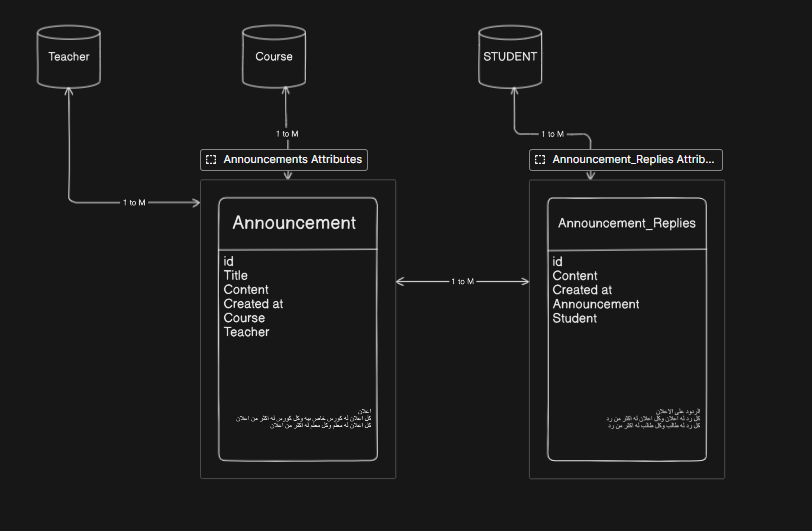 Teacher
Course
STUDENT
1 to M
1 to M
Announcements Attributes
Announcement_Replies Attrib...
1 to M
Announcement
id
Title
Content
Created at
Course
Teacher
اعلان
كل اعلان له كورس خاص بيه وكل كورس له اكثر من اعلان
كل اعلان له معلم وكل معلم له اكثر من اعلان
1 to M
Announcement_Replies
id
Content
Created at
Announcement
Student
الردود على الاعلان
كل رد له اعلان وكل اعلان له اكثر من رد
كل رد له طالب وكل طالب له اكثر من رد